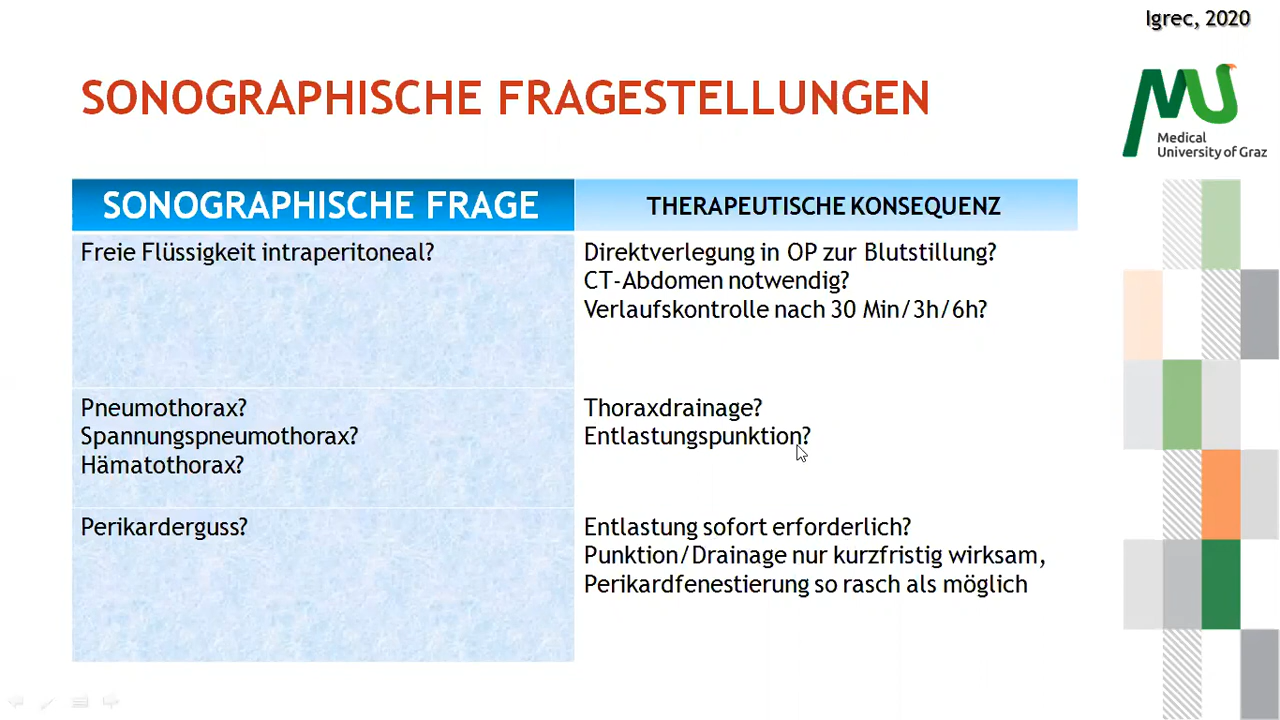 Igrec, 2020
SONOGRAPHISCHE FRAGESTELLUNGEN
Medical
University of Graz
SONOGRAPHISCHE FRAGE
THERAPEUTISCHE KONSEQUENZ
Freie Flüssigkeit intraperitoneal?
Direktverlegung in OP zur Blutstillung?
CT-Abdomen notwendig?
Verlaufskontrolle nach 30 Min/3h/6h?
Pneumothorax?
Spannungspneumothorax?
Hämatothorax?
Thoraxdrainage?
Entlastungspunktion?
Perikarderguss?
Entlastung sofort erforderlich?
Punktion/Drainage nur kurzfristig wirksam,
Perikardfenestierung so rasch als möglich